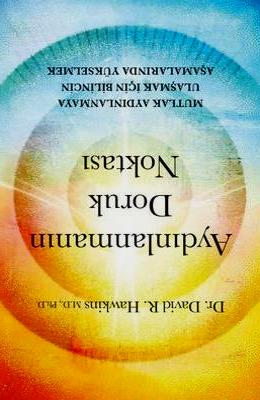 Dr. David R. Hawkins M.D., Ph.D.
Aydınlanmanın
Doruk
Noktası
MUTLAK AYDINLANMAYA
ULAŞMAK İÇİN BİLİNCİN
AŞAMALARINDA YÜKSELMEK